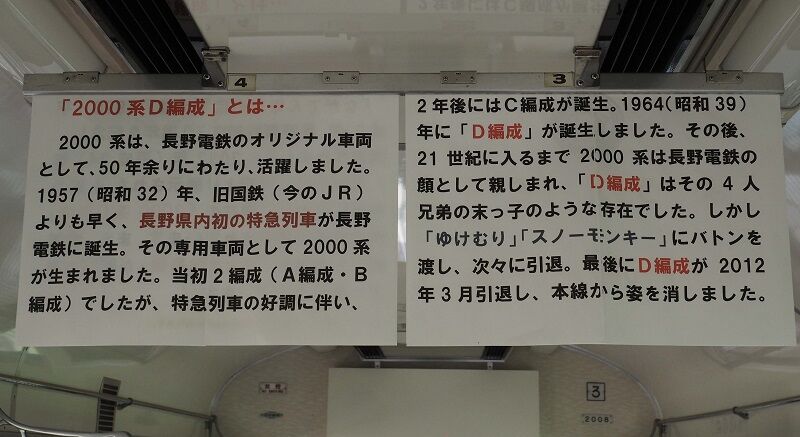 4
3
「2000系D編成」とは…
2000系は、長野電鉄のオリジナル車両
として、50年余りにわたり、活躍しました。
1957（昭和32）年、旧国鉄（今のJR）
よりも早く、長野県内初の特急列車が長野
電鉄に誕生。その専用車両として2000系
が生まれました。当初2編成（A編成・B
編成）でしたが、特急列車の好調に伴い、
2年後にはC編成が誕生。1964(昭和39)
年に「D編成」が誕生しました。その後、
21世紀に入るまで2000系は長野電鉄の
顔として親しまれ、「D編成」はその4人
兄弟の末っ子のような存在でした。しかし
「ゆけむり」「スノーモンキー」にバトンを
渡し、次々に引退。最後にD編成が2012
年3月引退し、本線から姿を消しました。
禁煙
3
2008